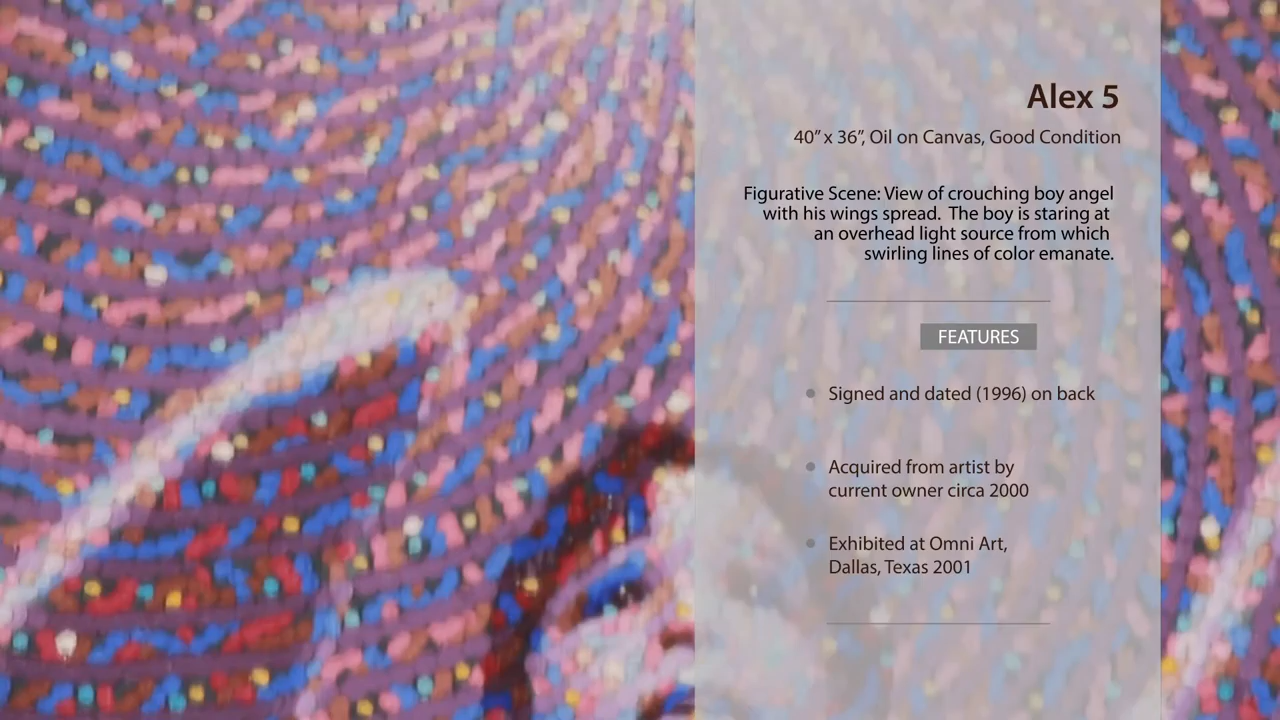 Alex 5
40” x 36”, Oil on Canvas, Good Condition
Figurative Scene: View of crouching boy angel
with his wings spread.  The boy is staring at
an overhead light source from which
swirling lines of color emanate.
FEATURES
Signed and dated (1996) on back
Acquired from artist by
current owner circa 2000
Exhibited at Omni Art,
Dallas, Texas 2001